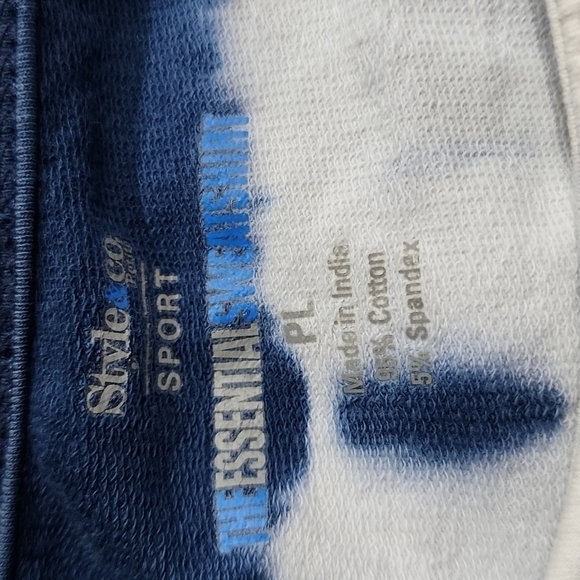 Style&co
SPORT
THE ESSENTIAL SWEATSHIRT
PL
Made in India
95% Cotton
5% Spandex